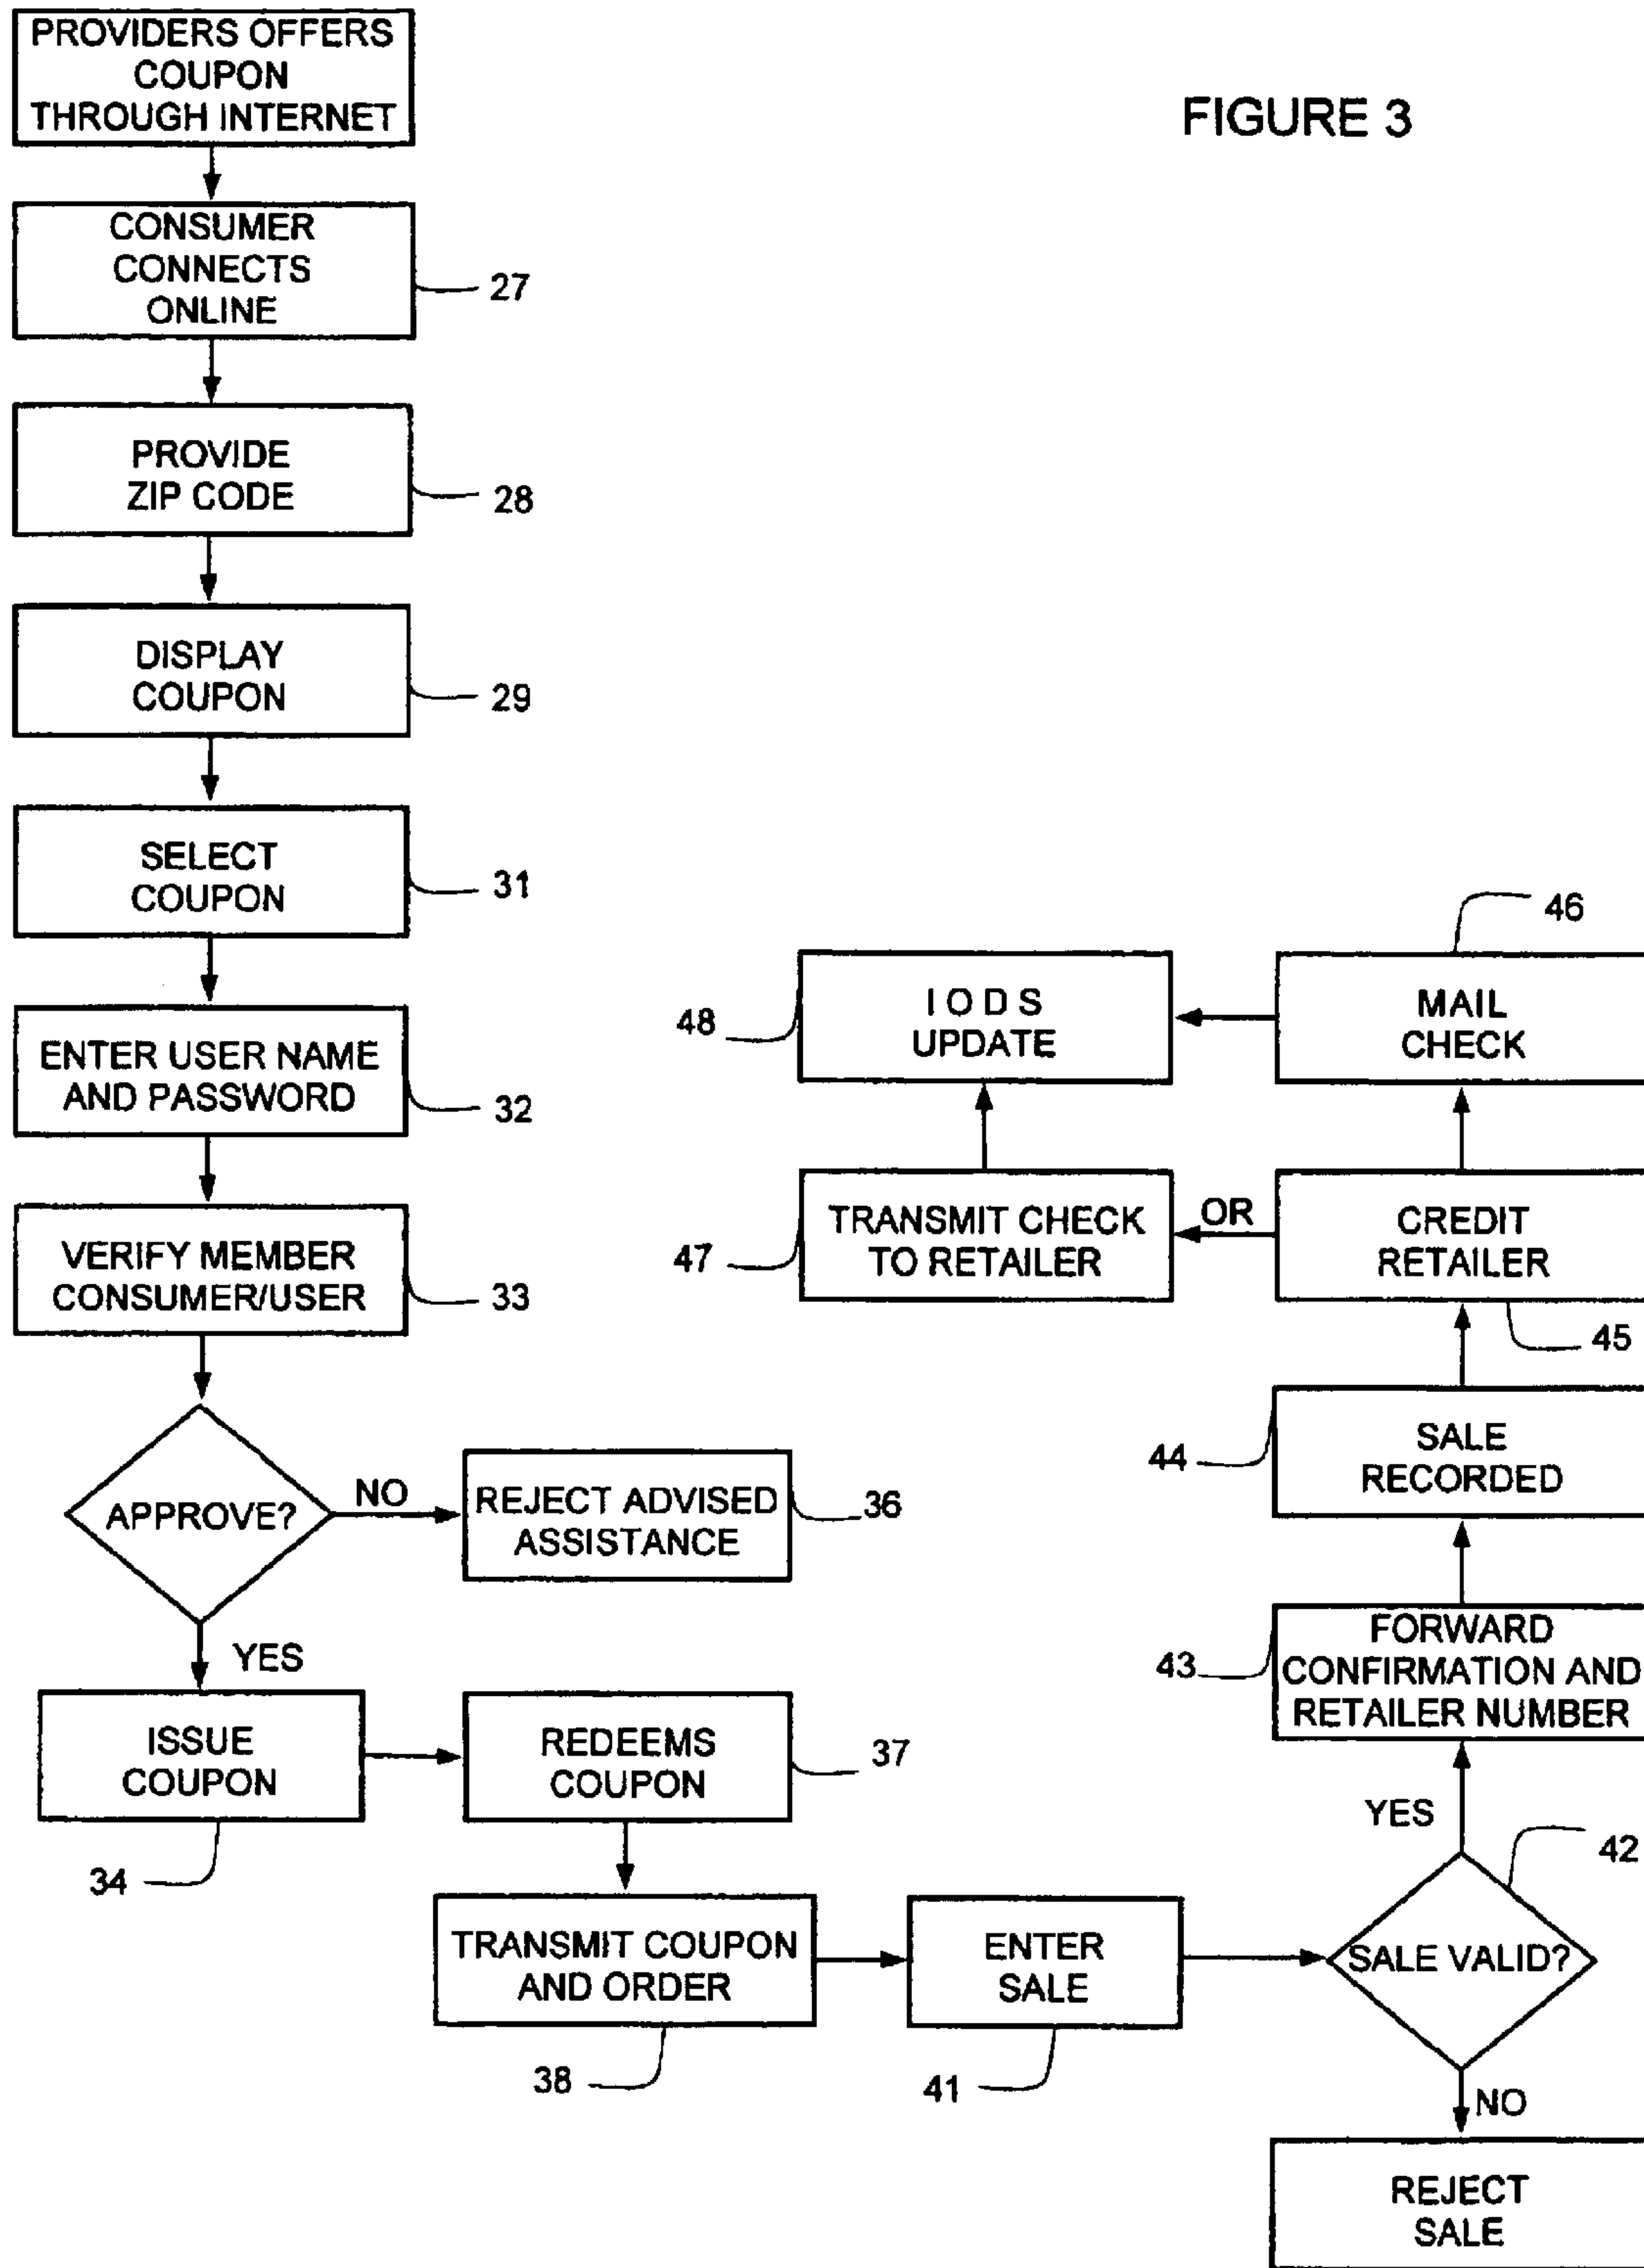 FIGURE 3
PROVIDERS OFFERS
COUPON
THROUGH INTERNET
CONSUMER
CONNECTS
ONLINE
27
PROVIDE
ZIP CODE
28
DISPLAY
COUPON
29
SELECT
COUPON
31
ENTER USER NAME
AND PASSWORD
32
VERIFY MEMBER
CONSUMER/USER
33
APPROVE?
NO
REJECT ADVISED
ASSISTANCE
36
YES
ISSUE
COUPON
34
REDEEMS
COUPON
37
TRANSMIT COUPON
AND ORDER
38
ENTER
SALE
41
SALE VALID?
42
NO
REJECT
SALE
YES
FORWARD
CONFIRMATION AND
RETAILER NUMBER
43
SALE
RECORDED
44
CREDIT
RETAILER
45
OR
TRANSMIT CHECK
TO RETAILER
47
MAIL
CHECK
46
I O D S
UPDATE
48